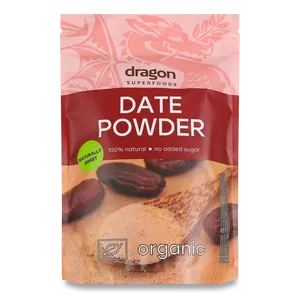 dragon
SUPERFOODS
DATE
POWDER
100% natural • no added sugar
NATURALLY
SWEET
organic